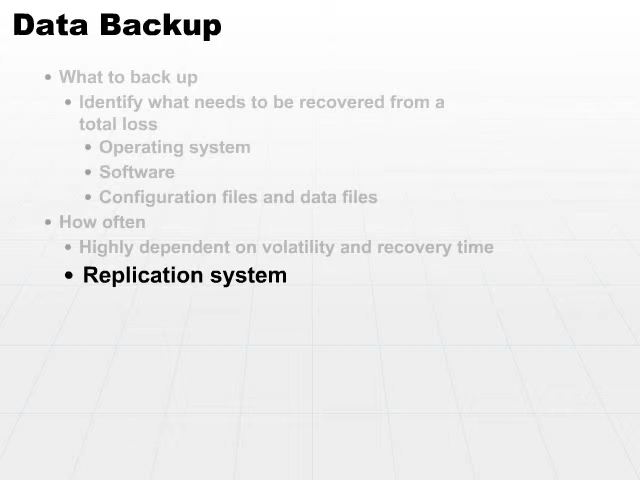 Data Backup
• What to back up
• Identify what needs to be recovered from a
total loss
• Operating system
• Software
• Configuration files and data files
• How often
• Highly dependent on volatility and recovery time
• Replication system